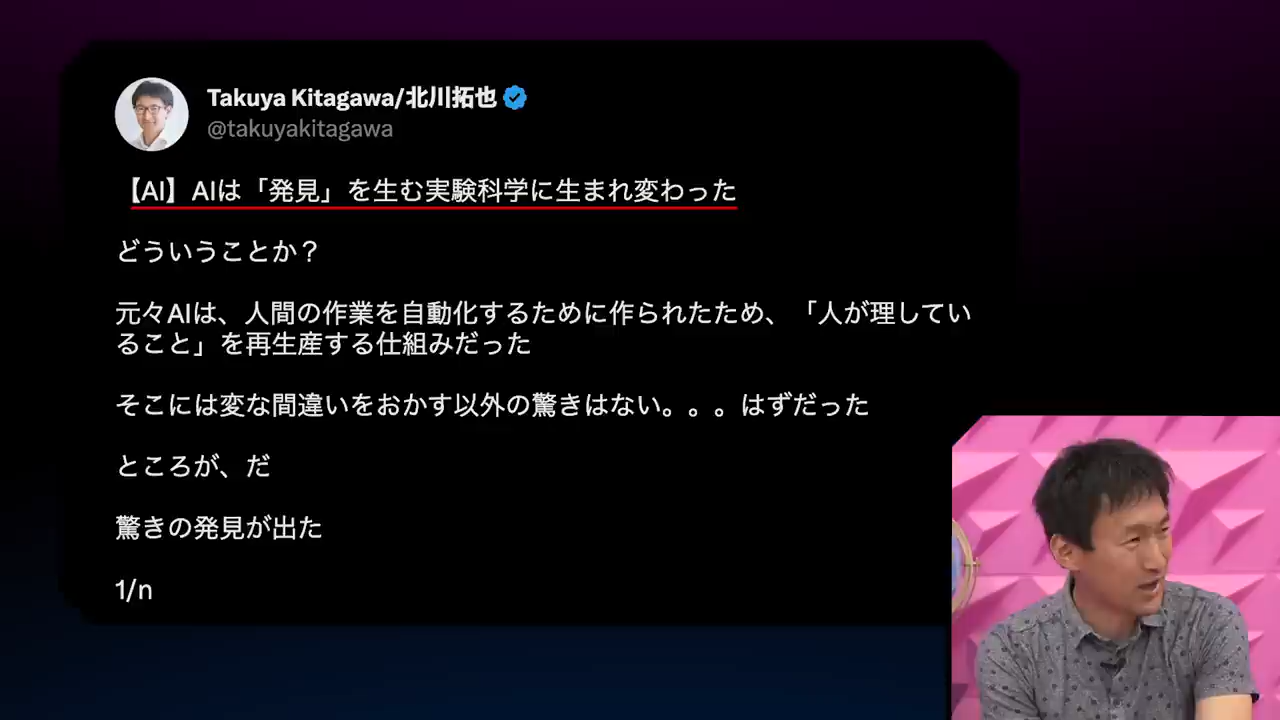 Takuya Kitagawa/北川拓也
@takuyakitagawa
【AI】AIは「発見」を生む実験科学に生まれ変わった
どういうことか？
元々AIは、人間の作業を自動化するために作られたため、「人が理してい
ること」を再生産する仕組みだった
そこには変な間違いをおかす以外の驚きはない。。。はずだった
ところが、だ
驚きの発見が出た
1/n